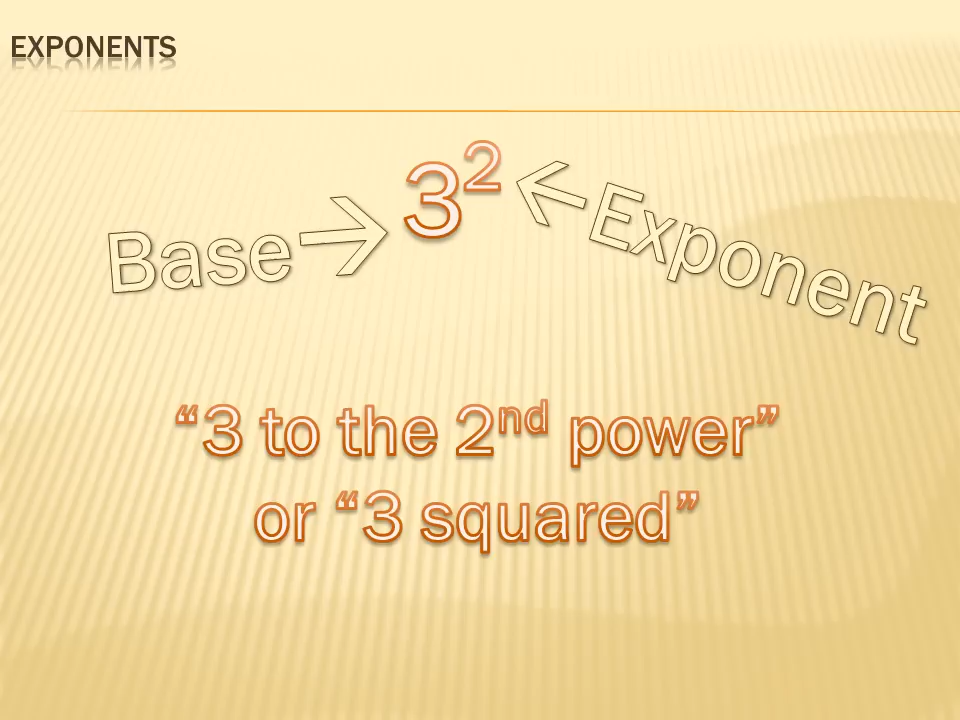 EXPONENTS
Base→ 3² ←Exponent
“3 to the 2ⁿᵈ power”
or “3 squared”